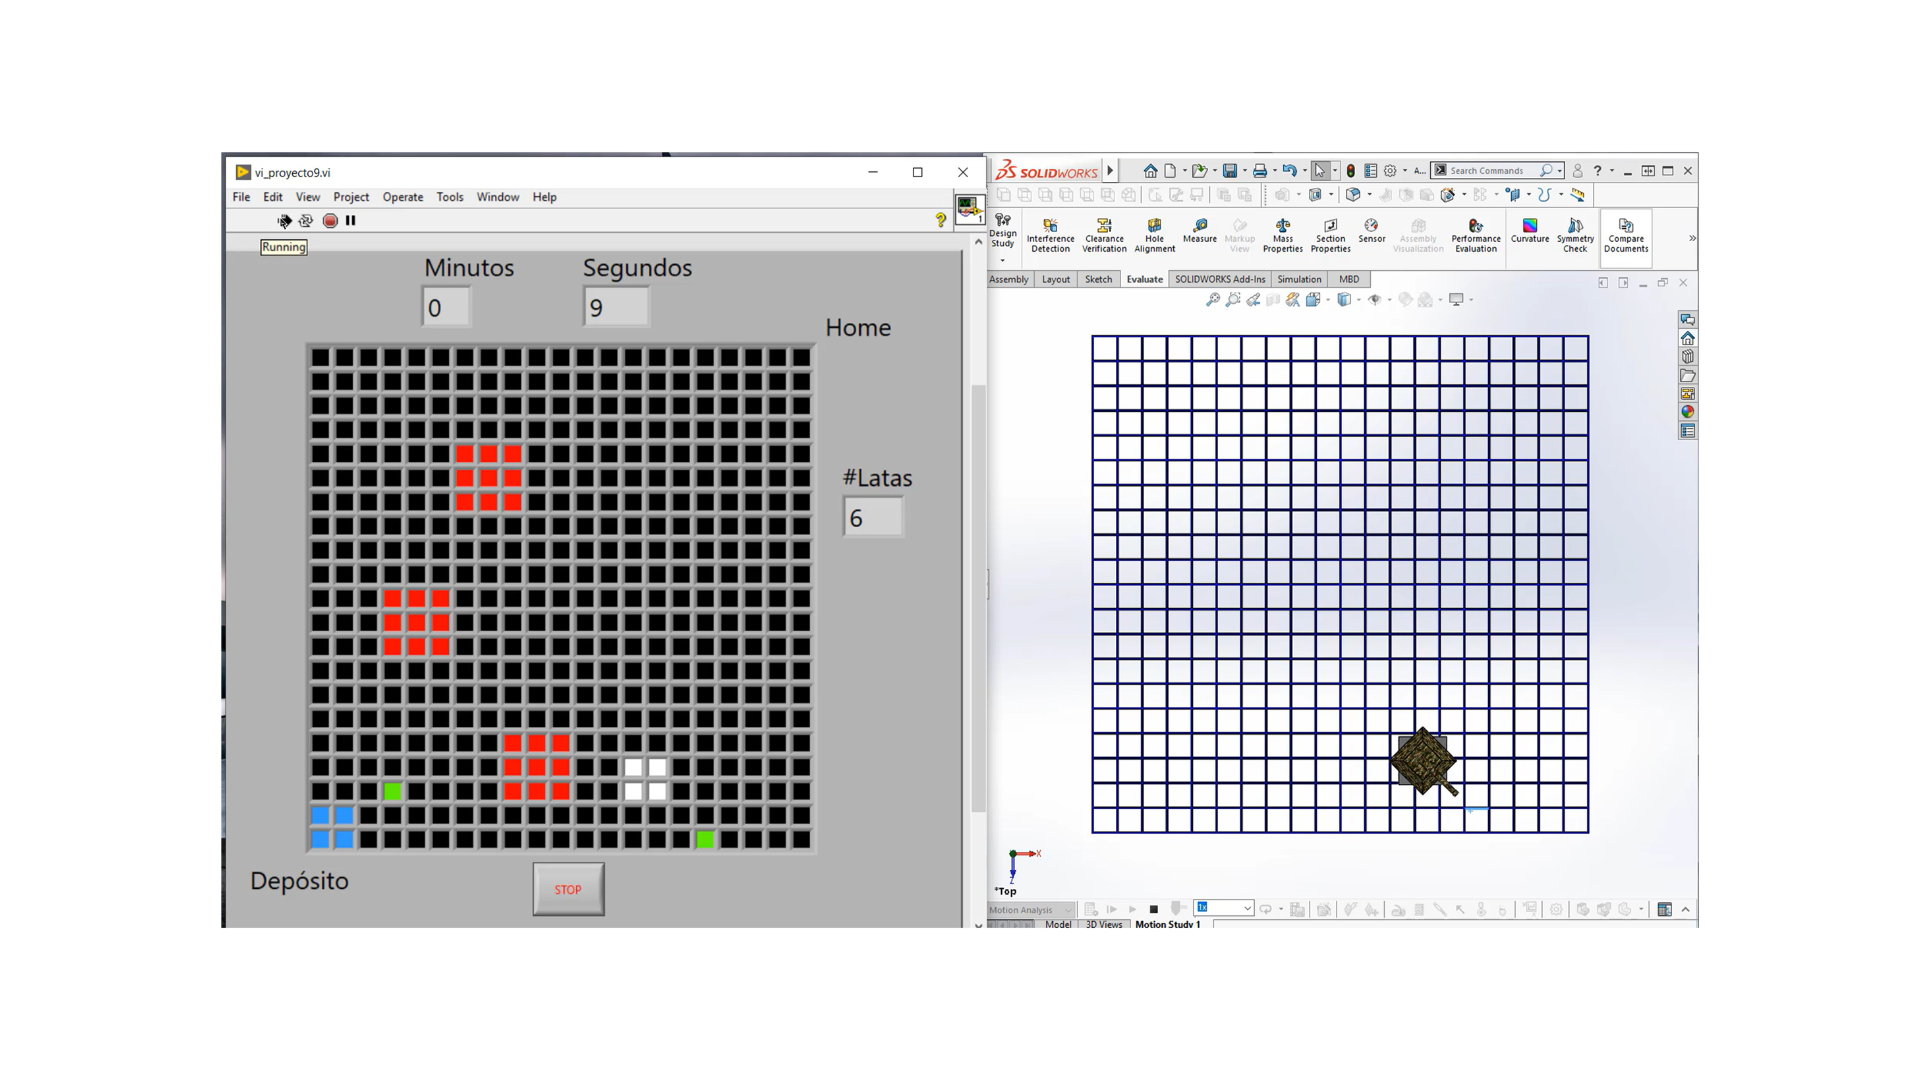 vi_proyecto9.vi
File Edit View Project Operate Tools Window Help
Running
Minutos Segundos
0 9
Home
#Latas
6
Depósito
STOP
SOLIDWORKS
A... Search Commands
Design Study
Interference Detection
Clearance Verification
Hole Alignment
Measure
Markup View
Mass Properties
Section Properties
Sensor
Assembly Visualization
Performance Evaluation
Curvature
Symmetry Check
Compare Documents
Assembly Layout Sketch Evaluate SOLIDWORKS Add-Ins Simulation MBD
X
Z
*Top
Motion Analysis 1x
Model 3D Views Motion Study 1